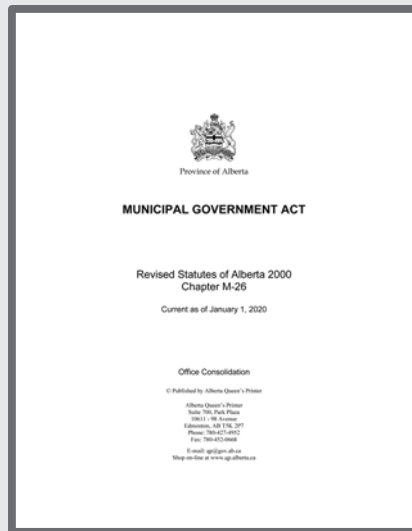 Province of Alberta
MUNICIPAL GOVERNMENT ACT
Revised Statutes of Alberta 2000
Chapter M-26
Current as of January 1, 2020
Office Consolidation
© Published by Alberta Queen's Printer
Alberta Queen's Printer
Suite 700, Park Plaza
10611 - 98 Avenue
Edmonton, AB T5K 2P7
Phone: 780-427-4952
Fax: 780-452-0668
E-mail: qp@gov.ab.ca
Shop on-line at www.qp.alberta.ca